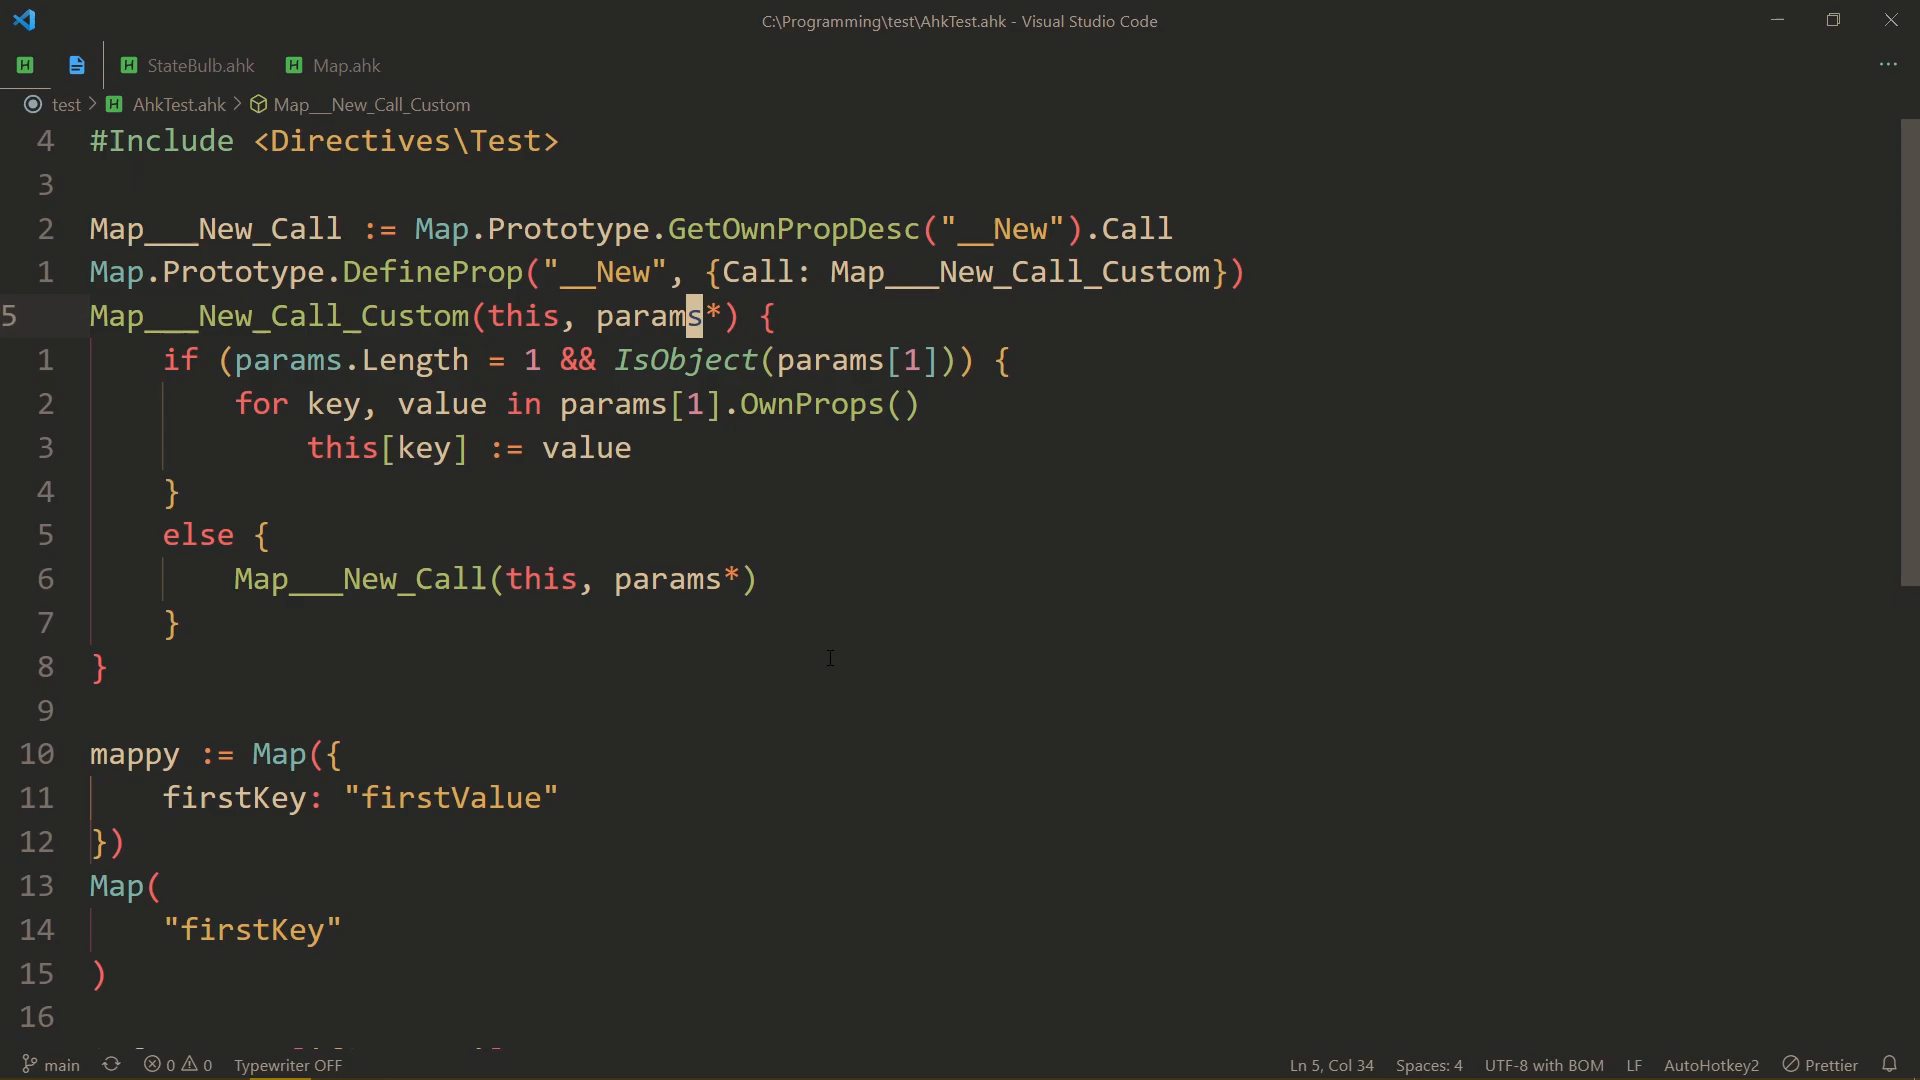 C:\Programming\test\AhkTest.ahk - Visual Studio Code
StateBulb.ahk Map.ahk
test > AhkTest.ahk > Map___New_Call_Custom
4 #Include <Directives\Test>
3
2 Map___New_Call := Map.Prototype.GetOwnPropDesc("__New").Call
1 Map.Prototype.DefineProp("__New", {Call: Map___New_Call_Custom})
5 Map___New_Call_Custom(this, params*) {
1 if (params.Length = 1 && IsObject(params[1])) {
2 for key, value in params[1].OwnProps()
3 this[key] := value
4 }
5 else {
6 Map___New_Call(this, params*)
7 }
8 }
9
10 mappy := Map({
11 firstKey: "firstValue"
12 })
13 Map(
14 "firstKey"
15 )
16
main 0 0 Typewriter OFF Ln 5, Col 34 Spaces: 4 UTF-8 with BOM LF AutoHotkey2 Prettier